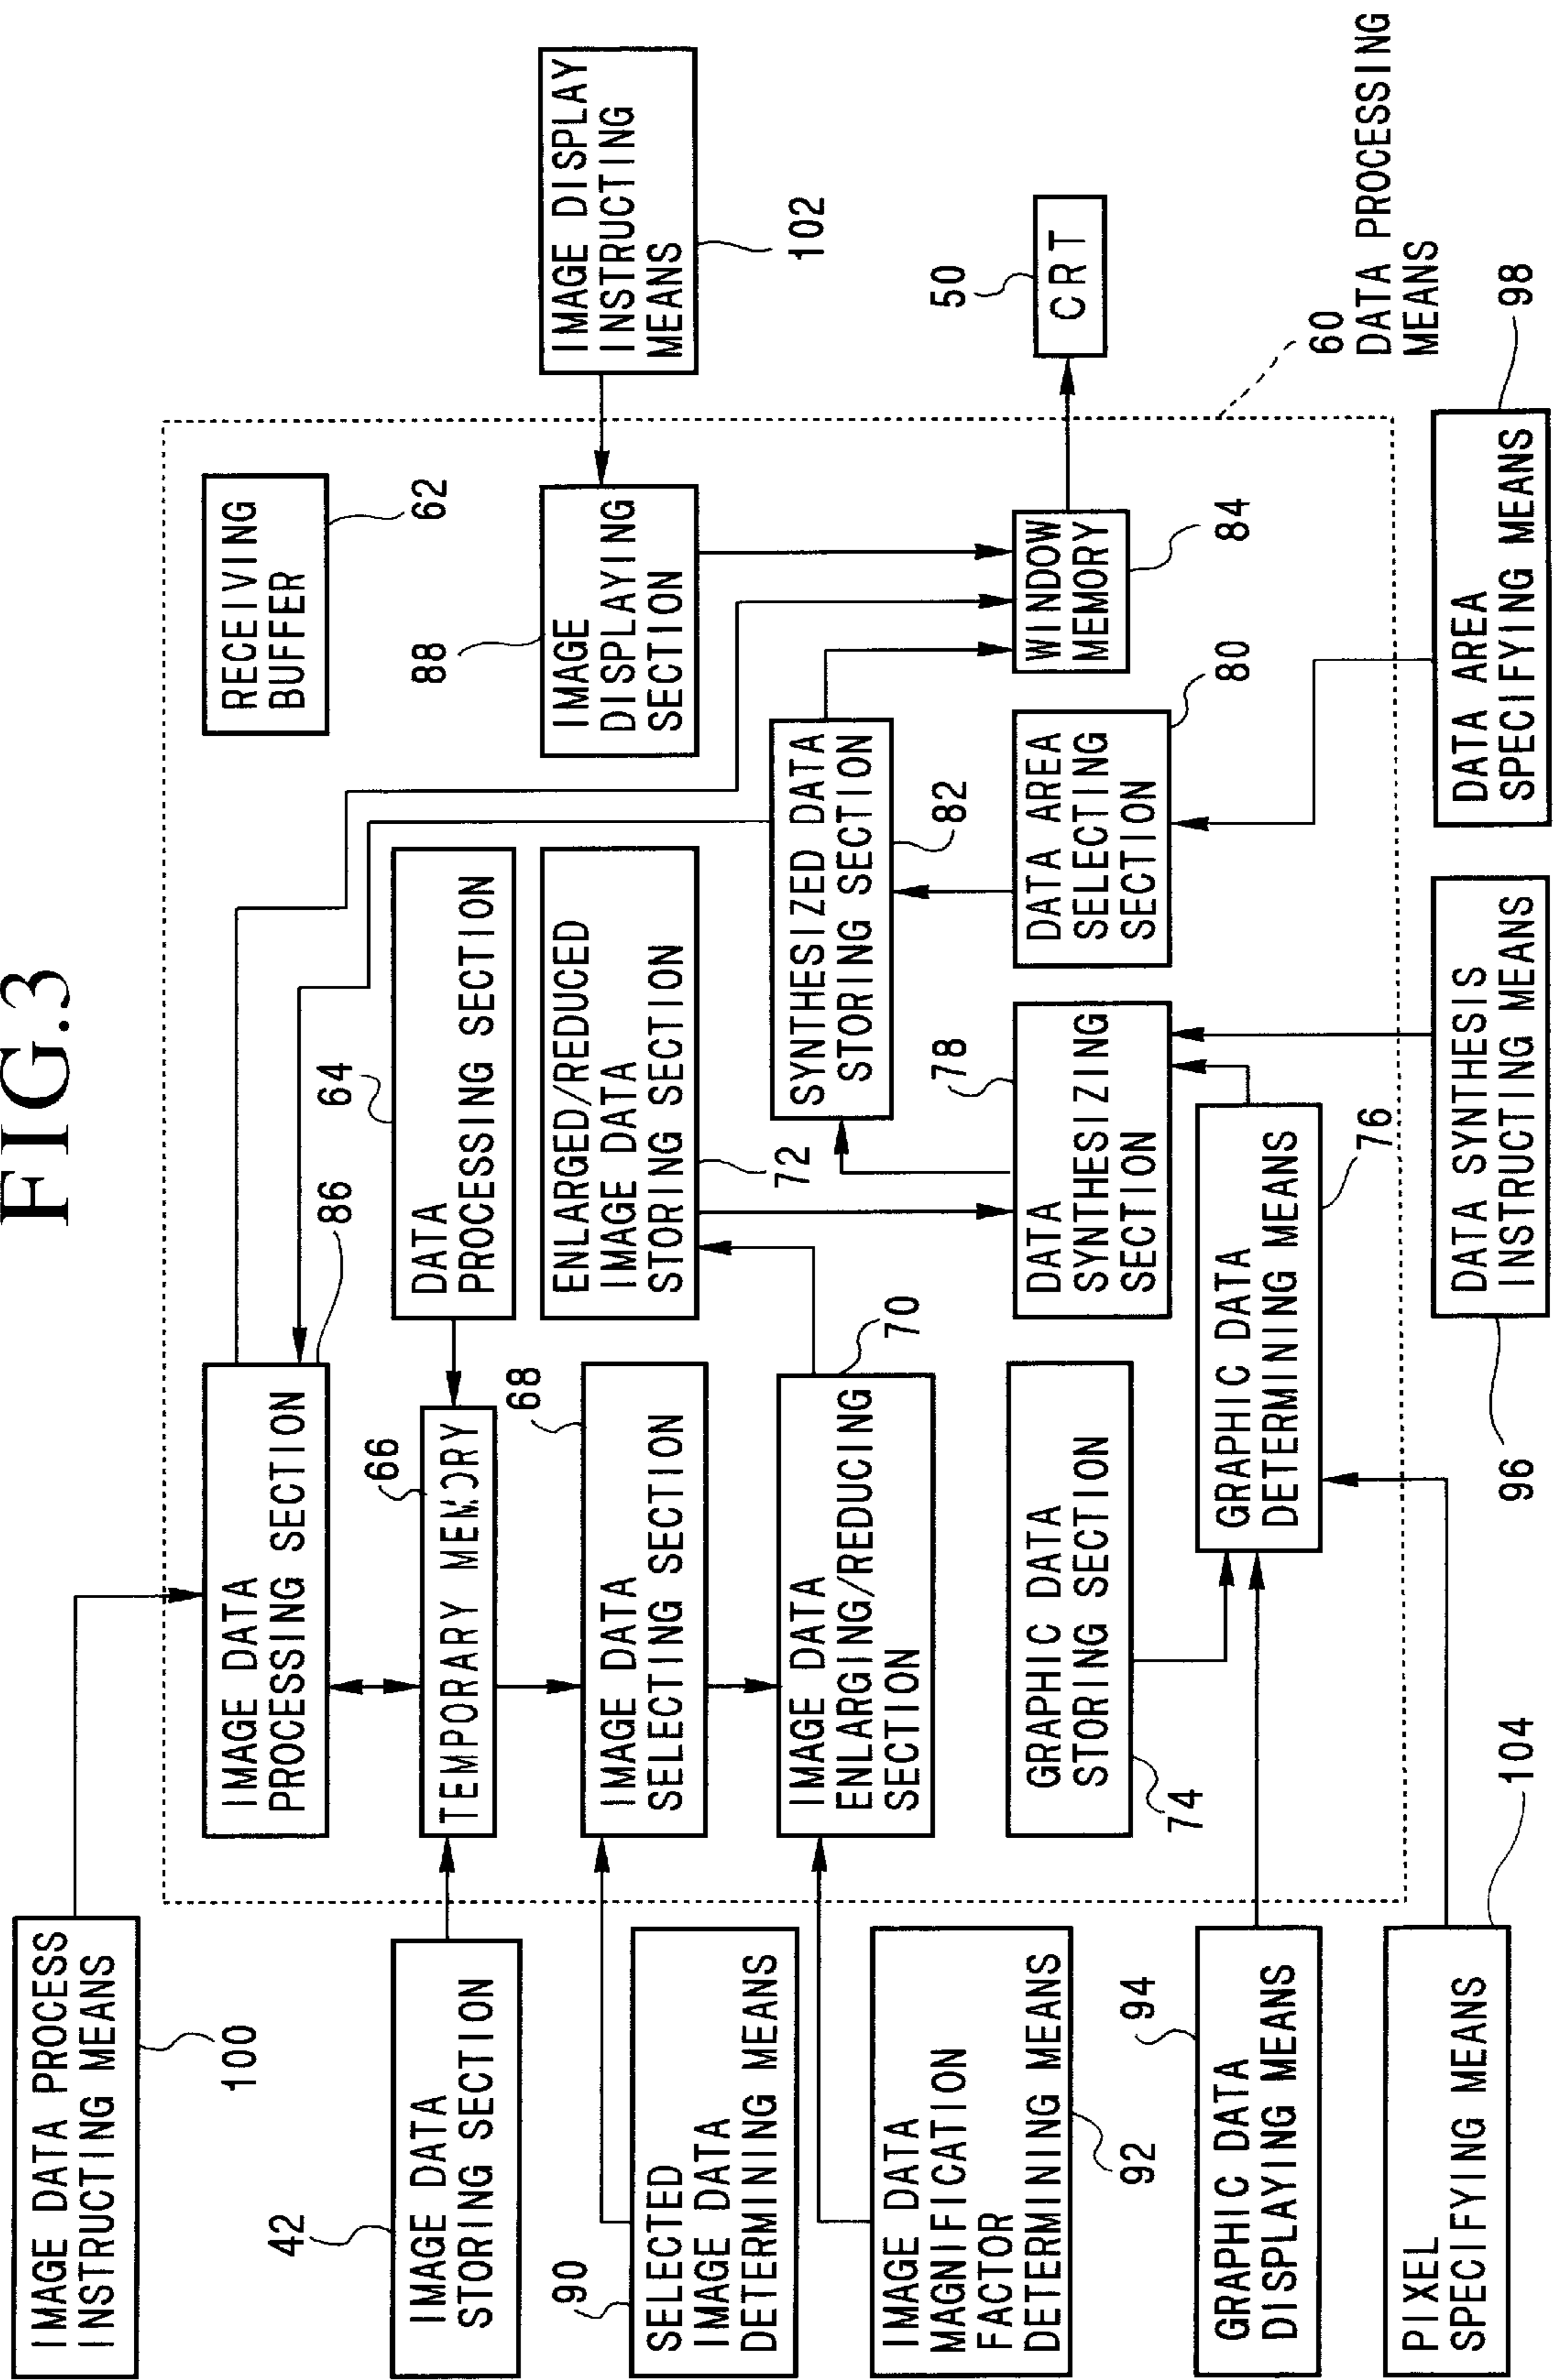 FIG.3
IMAGE DATA PROCESS
INSTRUCTING MEANS
100
IMAGE DATA
PROCESSING SECTION
86
RECEIVING
BUFFER
62
42
IMAGE DATA
STORING SECTION
66
TEMPORARY MEMORY
64
DATA
PROCESSING SECTION
88
IMAGE
DISPLAYING
SECTION
IMAGE DISPLAY
INSTRUCTING
MEANS
102
90
SELECTED
IMAGE DATA
DETERMINING MEANS
68
IMAGE DATA
SELECTING SECTION
ENLARGED/REDUCED
IMAGE DATA
STORING SECTION
72
IMAGE DATA
MAGNIFICATION
FACTOR
DETERMINING MEANS
92
IMAGE DATA
ENLARGING/REDUCING
SECTION
70
SYNTHESIZED DATA
STORING SECTION
82
GRAPHIC DATA
STORING SECTION
74
78
DATA
SYNTHESIZING
SECTION
DATA AREA
SELECTING
SECTION
80
WINDOW
MEMORY
84
50
CRT
94
GRAPHIC DATA
DISPLAYING MEANS
GRAPHIC DATA
DETERMINING MEANS
76
60
DATA PROCESSING
MEANS
PIXEL
SPECIFYING MEANS
104
DATA SYNTHESIS
INSTRUCTING MEANS
96
DATA AREA
SPECIFYING MEANS
98